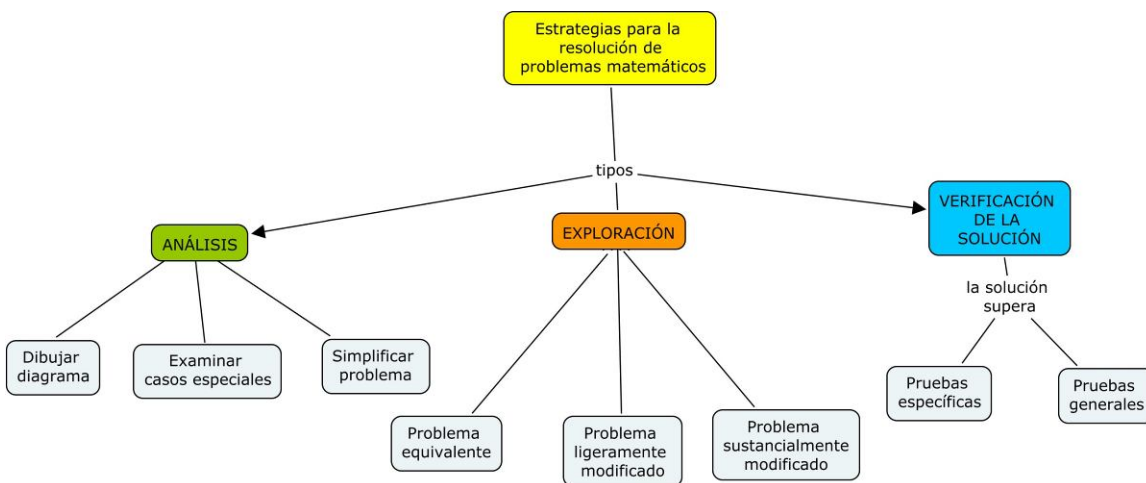 Estrategias para la
resolución de
problemas matemáticos
tipos
ANÁLISIS
EXPLORACIÓN
VERIFICACIÓN
DE LA
SOLUCIÓN
la solución
supera
Dibujar
diagrama
Examinar
casos especiales
Simplificar
problema
Problema
equivalente
Problema
ligeramente
modificado
Problema
sustancialmente
modificado
Pruebas
específicas
Pruebas
generales